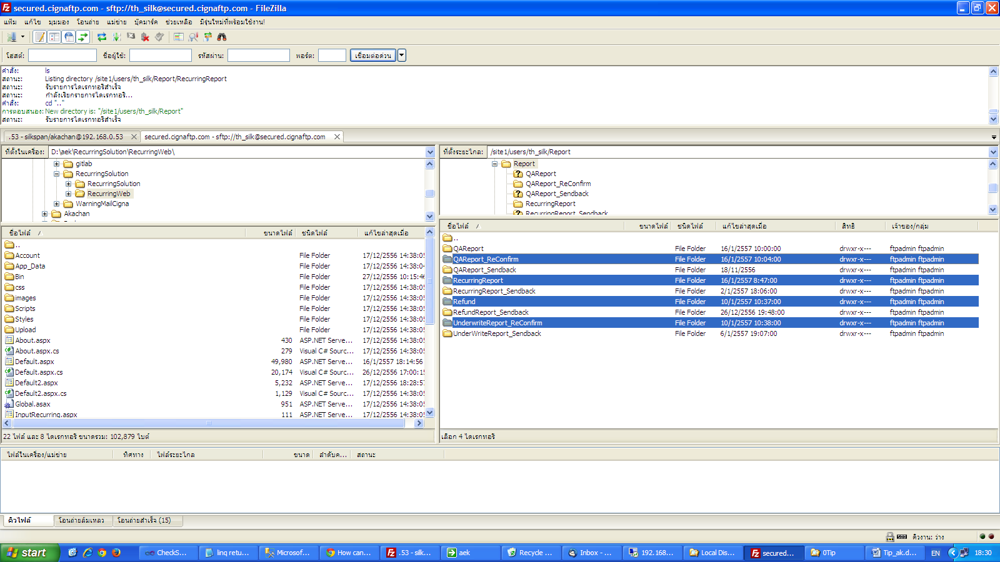 secured.cignaftp.com - sftp://th_silk@secured.cignaftp.com - FileZilla
แฟ้ม แก้ไข มุมมอง โอนถ่าย แม่ข่าย บุ๊คมาร์ค ช่วยเหลือ มีรุ่นใหม่ที่พร้อมใช้งาน!
โฮสต์: ชื่อผู้ใช้: รหัสผ่าน: พอร์ต: เชื่อมต่อด่วน
คำสั่ง: ls
สถานะ: Listing directory /site1/users/th_silk/Report/RecurringReport
สถานะ: รับรายการไดเรกทอรีสำเร็จ
สถานะ: กำลังเรียกรายการไดเรกทอรี...
คำสั่ง: cd ".."
การตอบสนอง: New directory is: "/site1/users/th_silk/Report"
สถานะ: รับรายการไดเรกทอรีสำเร็จ
.53 - silkspan/akachan@192.168.0.53 secured.cignaftp.com - sftp://th_silk@secured.cignaftp.com
ที่ตั้งในเครื่อง: D:\aek\RecurringSolution\RecurringWeb\
gitlab
RecurringSolution
RecurringSolution
RecurringWeb
WarningMailCigna
Akachan
ชื่อไฟล์ ขนาดไฟล์ ชนิดไฟล์ แก้ไขล่าสุดเมื่อ
..
Account File Folder 17/12/2556 14:38:05
App_Data File Folder 17/12/2556 14:38:04
Bin File Folder 27/12/2556 10:15:46
css File Folder 17/12/2556 14:38:05
images File Folder 17/12/2556 14:38:05
Scripts File Folder 17/12/2556 14:38:05
Styles File Folder 17/12/2556 14:38:05
Upload File Folder 17/12/2556 14:38:05
About.aspx 430 ASP.NET Serve... 17/12/2556 14:38:05
About.aspx.cs 279 Visual C# Sourc... 17/12/2556 14:38:05
Default.aspx 49,980 ASP.NET Serve... 16/1/2557 18:14:56
Default.aspx.cs 20,174 Visual C# Sourc... 26/12/2556 17:00:15
Default2.aspx 5,232 ASP.NET Serve... 17/12/2556 18:28:57
Default2.aspx.cs 1,129 Visual C# Sourc... 17/12/2556 14:38:05
Global.asax 951 ASP.NET Serve... 17/12/2556 14:38:05
InputRecurring.aspx 111 ASP.NET Serve... 17/12/2556 14:38:05
22 ไฟล์ และ 8 ไดเรกทอรี ขนาดรวม: 102,879 ไบต์
ที่ตั้งระยะไกล: /site1/users/th_silk/Report
Report
QAReport
QAReport_ReConfirm
QAReport_Sendback
RecurringReport
RecurringReport_Sendback
ชื่อไฟล์ ขนาดไฟล์ ชนิดไฟล์ แก้ไขล่าสุดเมื่อ สิทธิ เจ้าของ/กลุ่ม
..
QAReport File Folder 16/1/2557 10:00:00 drwxr-x--- ftpadmin ftpadmin
QAReport_ReConfirm File Folder 16/1/2557 10:04:00 drwxr-x--- ftpadmin ftpadmin
QAReport_Sendback File Folder 18/11/2556 drwxr-x--- ftpadmin ftpadmin
RecurringReport File Folder 16/1/2557 8:47:00 drwxr-x--- ftpadmin ftpadmin
RecurringReport_Sendback File Folder 2/1/2557 18:06:00 drwxr-x--- ftpadmin ftpadmin
Refund File Folder 10/1/2557 10:37:00 drwxr-x--- ftpadmin ftpadmin
RefundReport_Sendback File Folder 26/12/2556 19:48:00 drwxr-x--- ftpadmin ftpadmin
UnderwriteReport_ReConfirm File Folder 10/1/2557 10:38:00 drwxr-x--- ftpadmin ftpadmin
UnderWriteReport_Sendback File Folder 6/1/2557 19:07:00 drwxr-x--- ftpadmin ftpadmin
เลือก 4 ไดเรกทอรี
ไฟล์ในเครื่อง/แม่ข่าย ทิศทาง ไฟล์ระยะไกล ขนาด ลำดับค... สถานะ
คิวไฟล์ โอนถ่ายล้มเหลว โอนถ่ายสำเร็จ (15)
คิวงาน: ว่าง
start CheckS... linq retu... Microsof... How can... .53 - silk... aek Recycle ... Inbox - ... 192.168... Local Dis... secured... 0Tip Tip_ak.d... EN 18:30